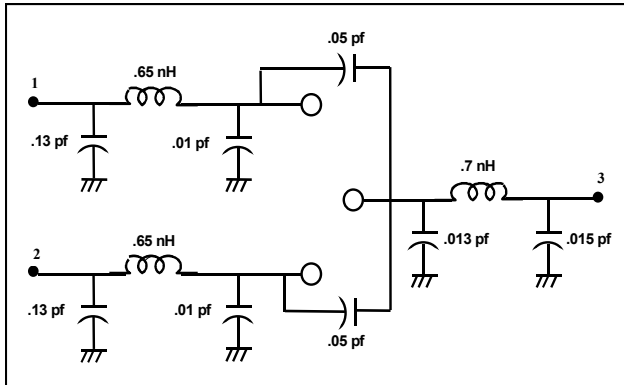 .05 pf
.65 nH
1
.13 pf
.01 pf
.7 nH
3
.65 nH
2
.013 pf
.015 pf
.13 pf
.01 pf
.05 pf